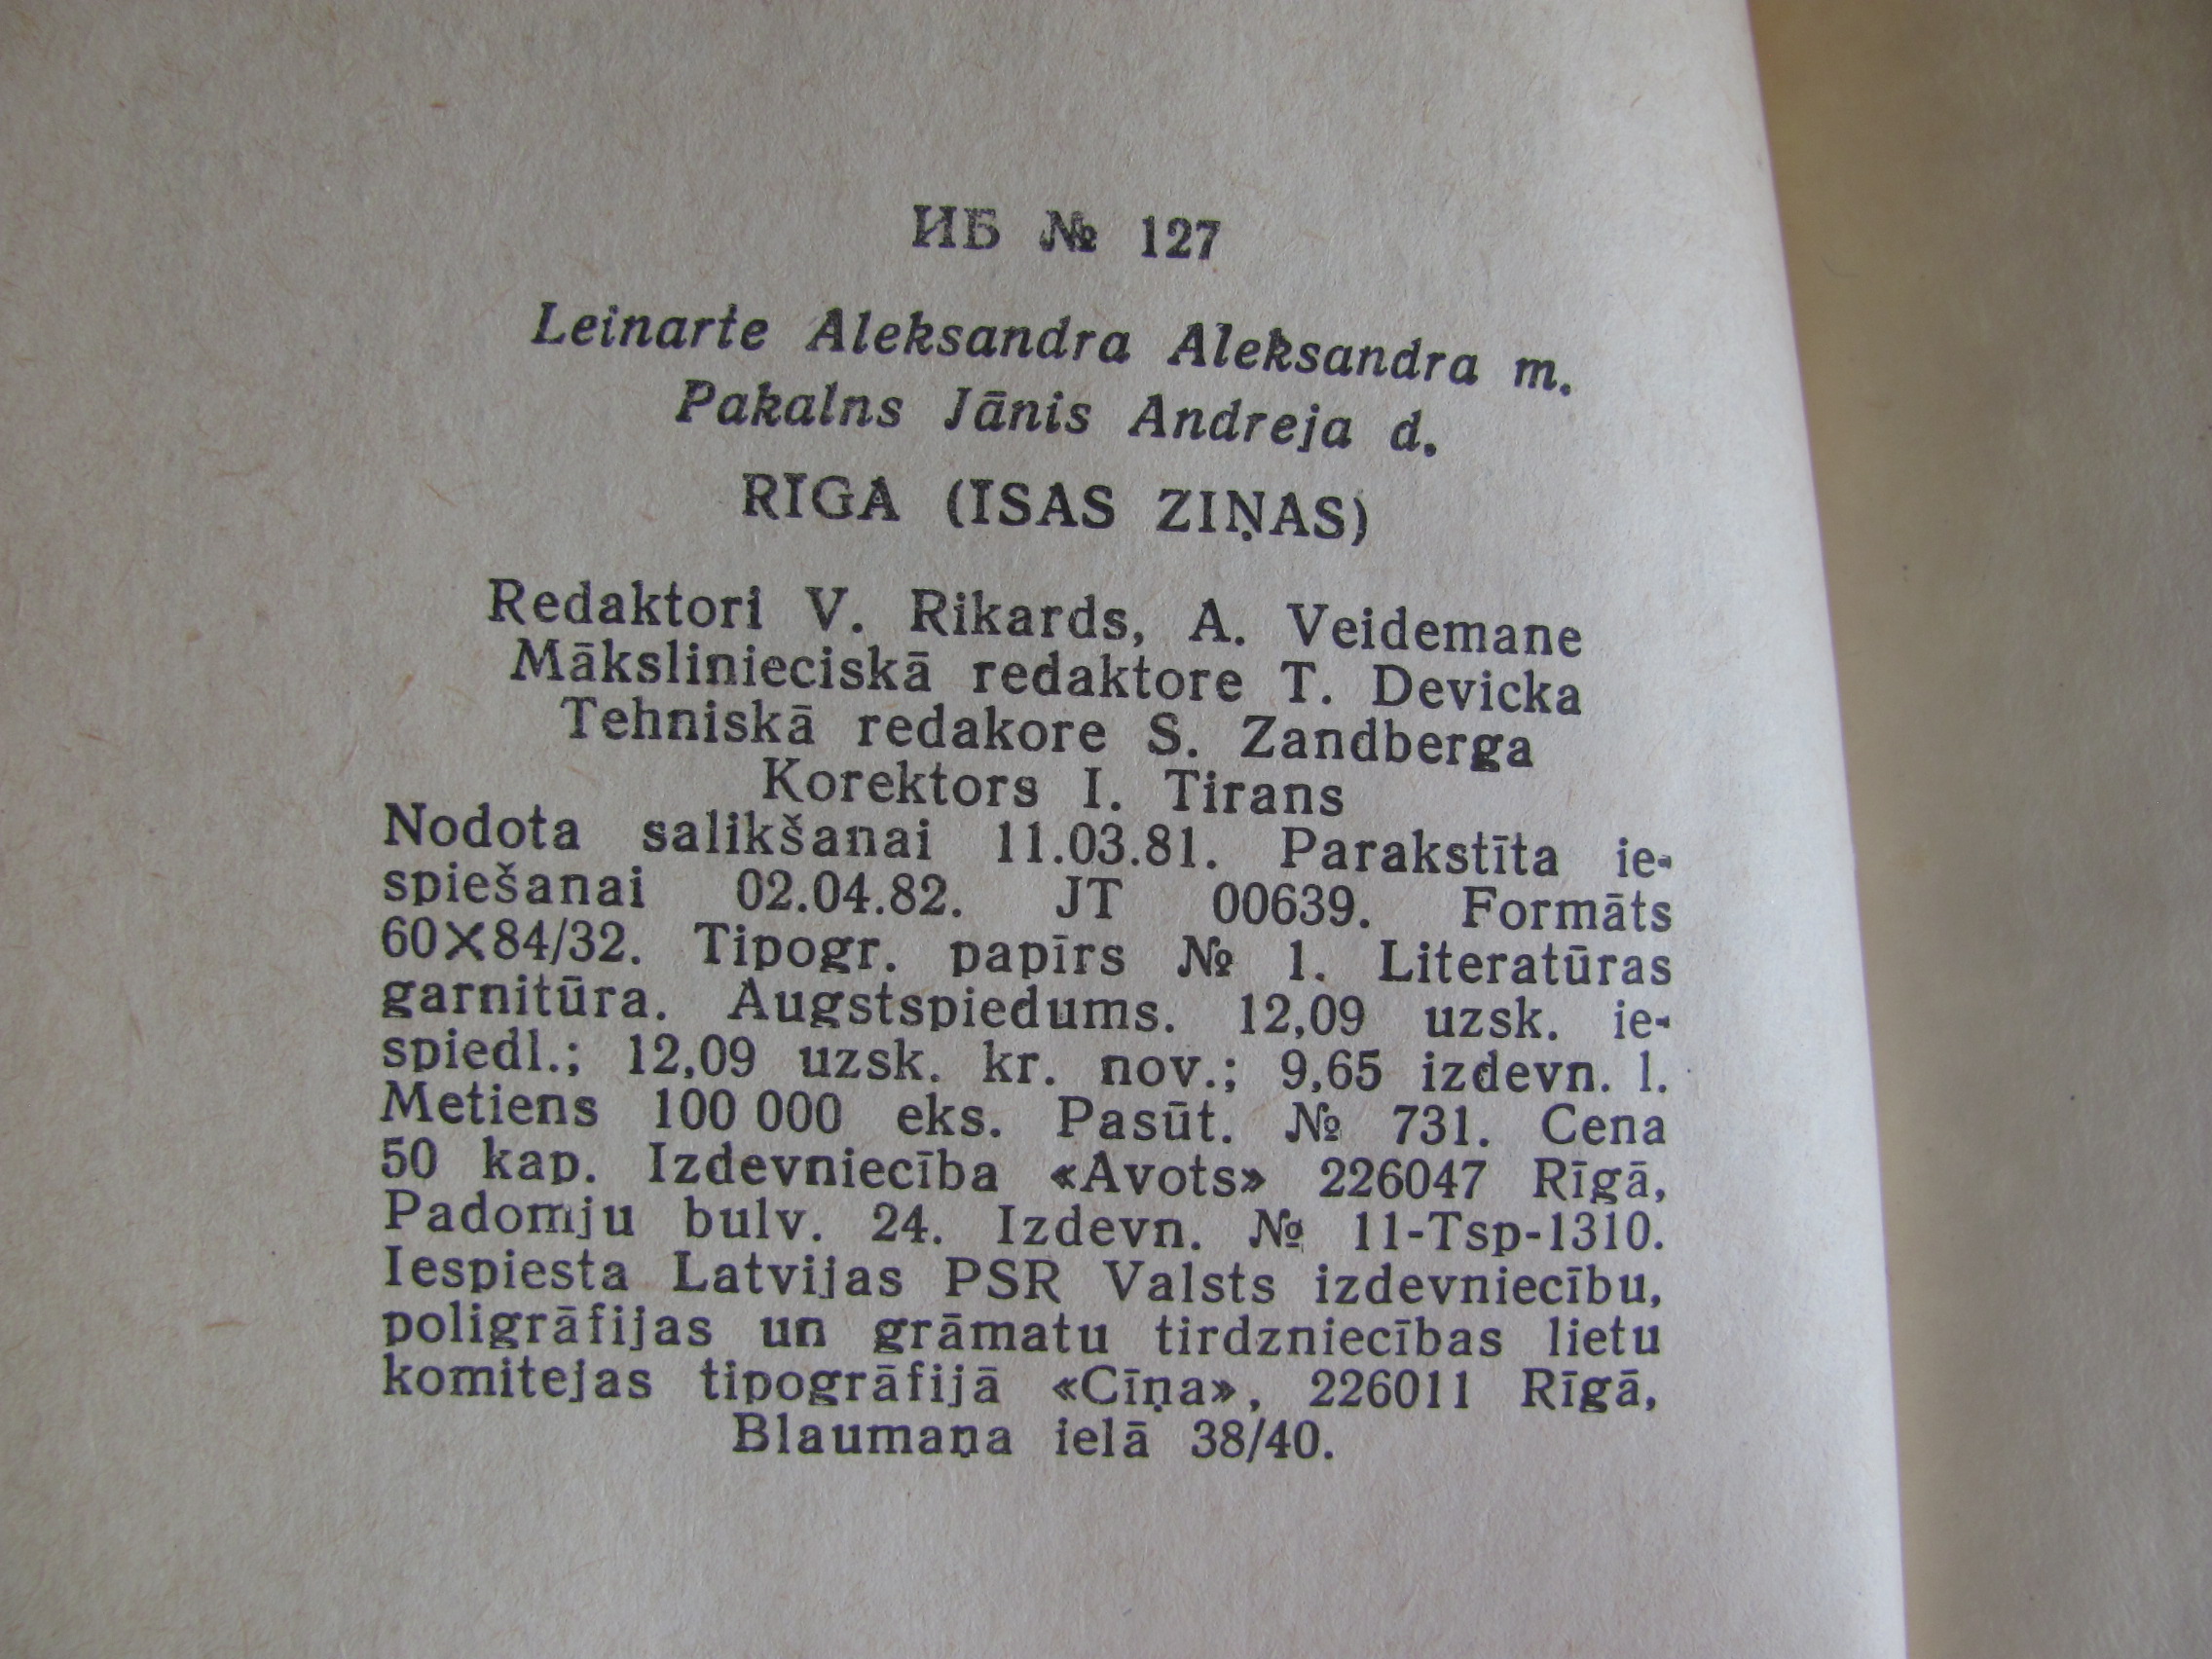 ИБ № 127
Leinarte Aleksandra Aleksandra m.
Pakalns Jānis Andreja d.
RĪGA (ĪSAS ZIŅAS)
Redaktori V. Rikards, A. Veidemane
Mākslinieciskā redaktore T. Devicka
Tehniskā redakore S. Zandberga
Korektors I. Tirans
Nodota salikšanai 11.03.81. Parakstīta ie-
spiešanai 02.04.82. JT 00639. Formāts
60×84/32. Tipogr. papīrs № 1. Literatūras
garnitūra. Augstspiedums. 12,09 uzsk. ie-
spiedl.; 12,09 uzsk. kr. nov.; 9,65 izdevn. l.
Metiens 100 000 eks. Pasūt. № 731. Cena
50 kap. Izdevniecība «Avots» 226047 Rīgā,
Padomju bulv. 24. Izdevn. № 11-Tsp-1310.
Iespiesta Latvijas PSR Valsts izdevniecību,
poligrāfijas un grāmatu tirdzniecības lietu
komitejas tipogrāfijā «Cīņa», 226011 Rīgā,
Blaumaņa ielā 38/40.